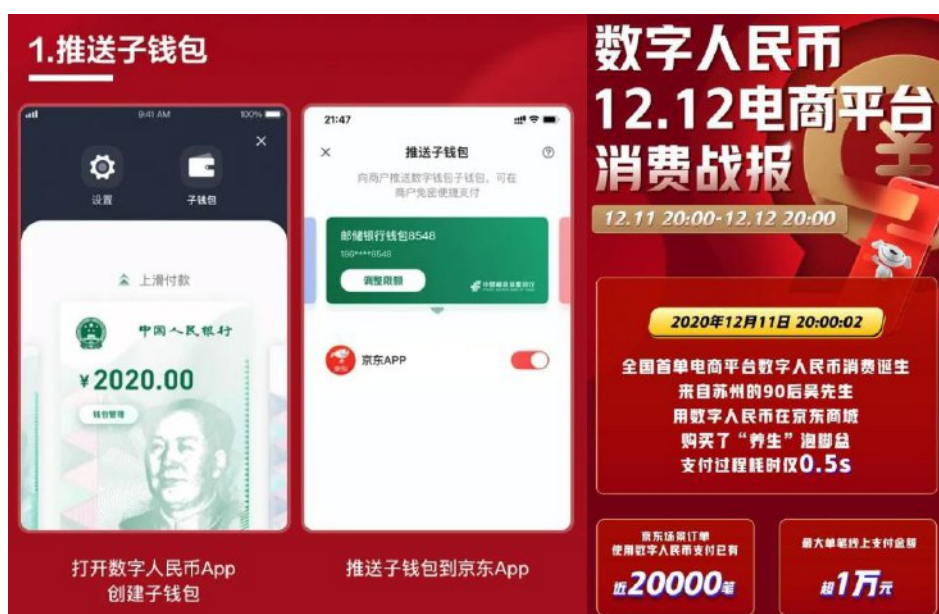 1.推送子钱包
9:41 AM
100%
设置
子钱包
上滑付款
中国人民银行
¥2020.00
钱包管理
打开数字人民币App
创建子钱包
21:47
推送子钱包
向商户推送数字钱包子钱包，可在
商户免密便捷支付
邮储银行钱包8548
186****8548
调整限额
中国邮政储蓄银行
京东APP
推送子钱包到京东App
数字人民币
12.12电商平台
消费战报
12.11 20:00-12.12 20:00
2020年12月11日 20:00:02
全国首单电商平台数字人民币消费诞生
来自苏州的90后吴先生
用数字人民币在京东商城
购买了“养生”泡脚盆
支付过程耗时仅0.5s
京东场景订单
使用数字人民币支付已有
近20000笔
最大单笔线上支付金额
超1万元